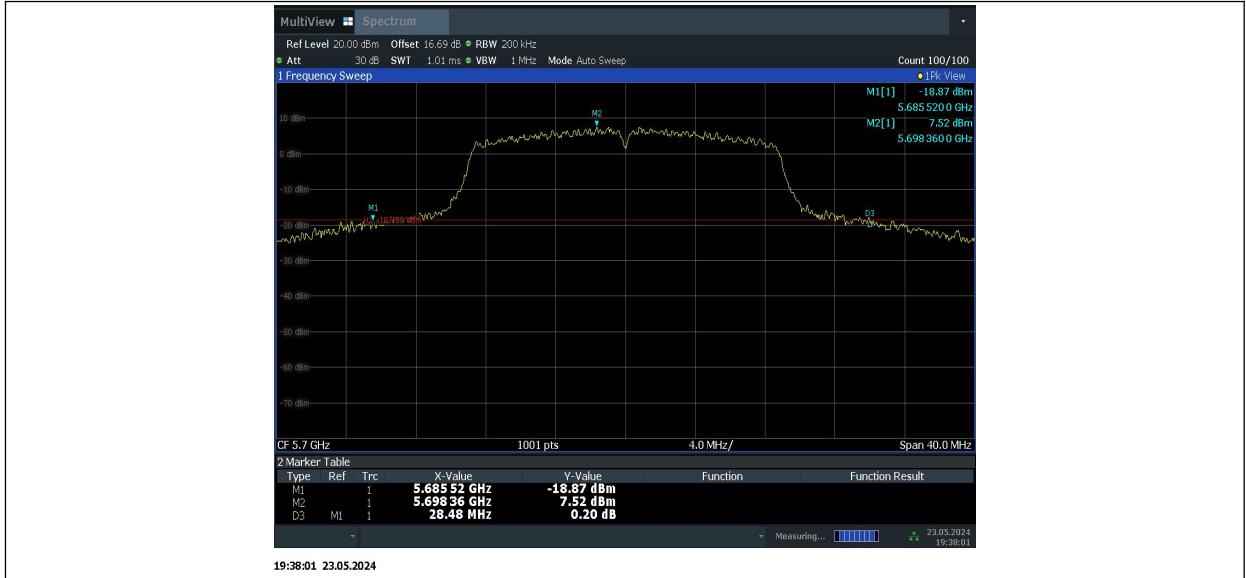 MultiView Spectrum
Ref Level 20.00 dBm Offset 16.69 dB RBW 200 kHz
Att 30 dB SWT 1.01 ms VBW 1 MHz Mode Auto Sweep Count 100/100
1 Frequency Sweep 1Pk View
M1[1] -18.87 dBm
5.685 520 0 GHz
M2[1] 7.52 dBm
5.698 360 0 GHz
M2
10 dBm
0 dBm
-10 dBm
M1
D3
-20 dBm
-30 dBm
-40 dBm
-50 dBm
-60 dBm
-70 dBm
CF 5.7 GHz 1001 pts 4.0 MHz/ Span 40.0 MHz
2 Marker Table
Type Ref Trc X-Value Y-Value Function Function Result
M1 1 5.685 52 GHz -18.87 dBm
M2 1 5.698 36 GHz 7.52 dBm
D3 M1 1 28.48 MHz 0.20 dB
Measuring... 23.05.2024
19:38:01
19:38:01 23.05.2024